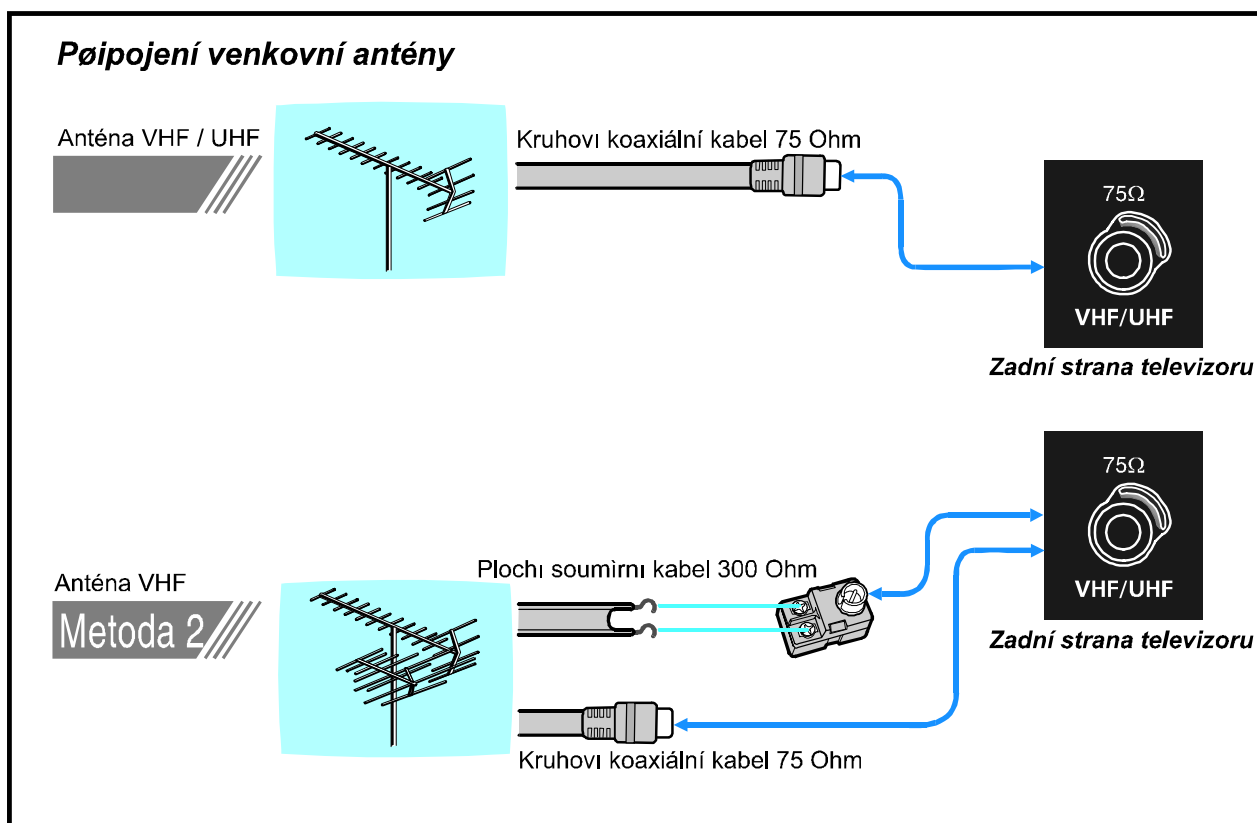 Pøipojení venkovní antény
Anténa VHF / UHF
Kruhovı koaxiální kabel 75 Ohm
75Ω
VHF/UHF
Zadní strana televizoru
Anténa VHF
Metoda 2
Plochı soumìrnı kabel 300 Ohm
75Ω
VHF/UHF
Zadní strana televizoru
Kruhovı koaxiální kabel 75 Ohm